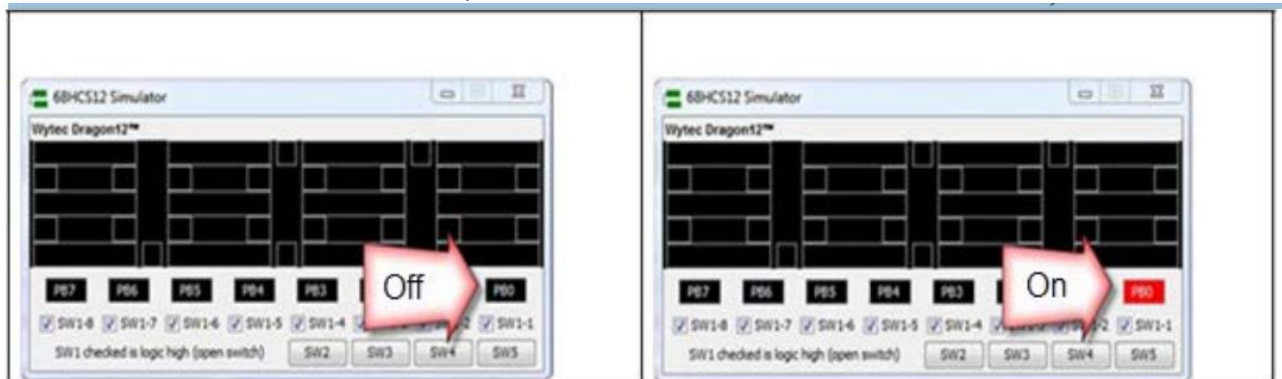 68HCS12 Simulator
Wytec Dragon12™
Off
PB7 PB6 PB5 PB4 PB3 PB0
SW1-8 SW1-7 SW1-6 SW1-5 SW1-4 SW1-1
SW1 checked is logic high (open switch) SW2 SW3 SW4 SW5
68HCS12 Simulator
Wytec Dragon12™
On
PB7 PB6 PB5 PB4 PB3 PB0
SW1-8 SW1-7 SW1-6 SW1-5 SW1-4 SW1-1
SW1 checked is logic high (open switch) SW2 SW3 SW4 SW5